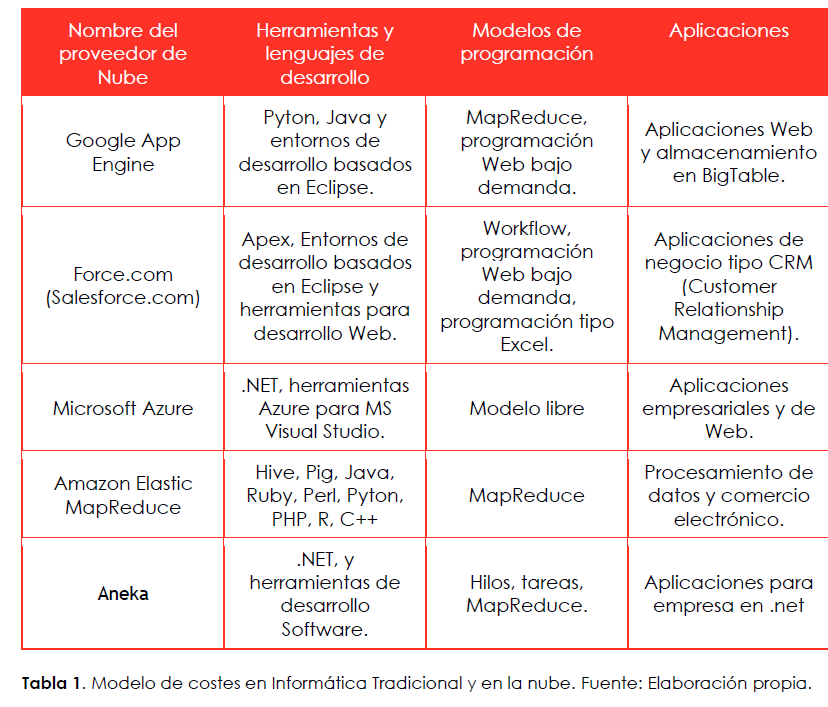 Nombre del
proveedor de
Nube
Herramientas y
lenguajes de
desarrollo
Modelos de
programación
Aplicaciones
Google App
Engine
Pyton, Java y
entornos de
desarrollo basados
en Eclipse.
MapReduce,
programación
Web bajo
demanda.
Aplicaciones Web
y almacenamiento
en BigTable.
Force.com
(Salesforce.com)
Apex, Entornos de
desarrollo basados
en Eclipse y
herramientas para
desarrollo Web.
Workflow,
programación
Web bajo
demanda,
programación tipo
Excel.
Aplicaciones de
negocio tipo CRM
(Customer
Relationship
Management).
Microsoft Azure
.NET, herramientas
Azure para MS
Visual Studio.
Modelo libre
Aplicaciones
empresariales y de
Web.
Amazon Elastic
MapReduce
Hive, Pig, Java,
Ruby, Perl, Pyton,
PHP, R, C++
MapReduce
Procesamiento de
datos y comercio
electrónico.
Aneka
.NET, y
herramientas de
desarrollo
Software.
Hilos, tareas,
MapReduce.
Aplicaciones para
empresa en .net
Tabla 1. Modelo de costes en Informática Tradicional y en la nube. Fuente: Elaboración propia.